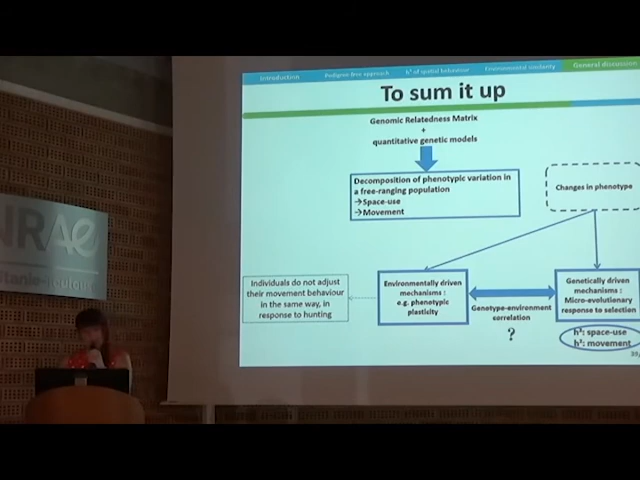 Introduction
Pedigree-free approach
h² of spatial behaviour
Environmental similarity
General discussion
To sum it up
Genomic Relatedness Matrix
+
quantitative genetic models
Decomposition of phenotypic variation in
a free-ranging population
→Space-use
→Movement
Changes in phenotype
Individuals do not adjust
their movement behaviour
in the same way, in
response to hunting
Environmentally driven
mechanisms :
e.g. phenotypic
plasticity
Genotype-environment
correlation
?
Genetically driven
mechanisms :
Micro-evolutionary
response to selection
h²: space-use
h²: movement
NRAE